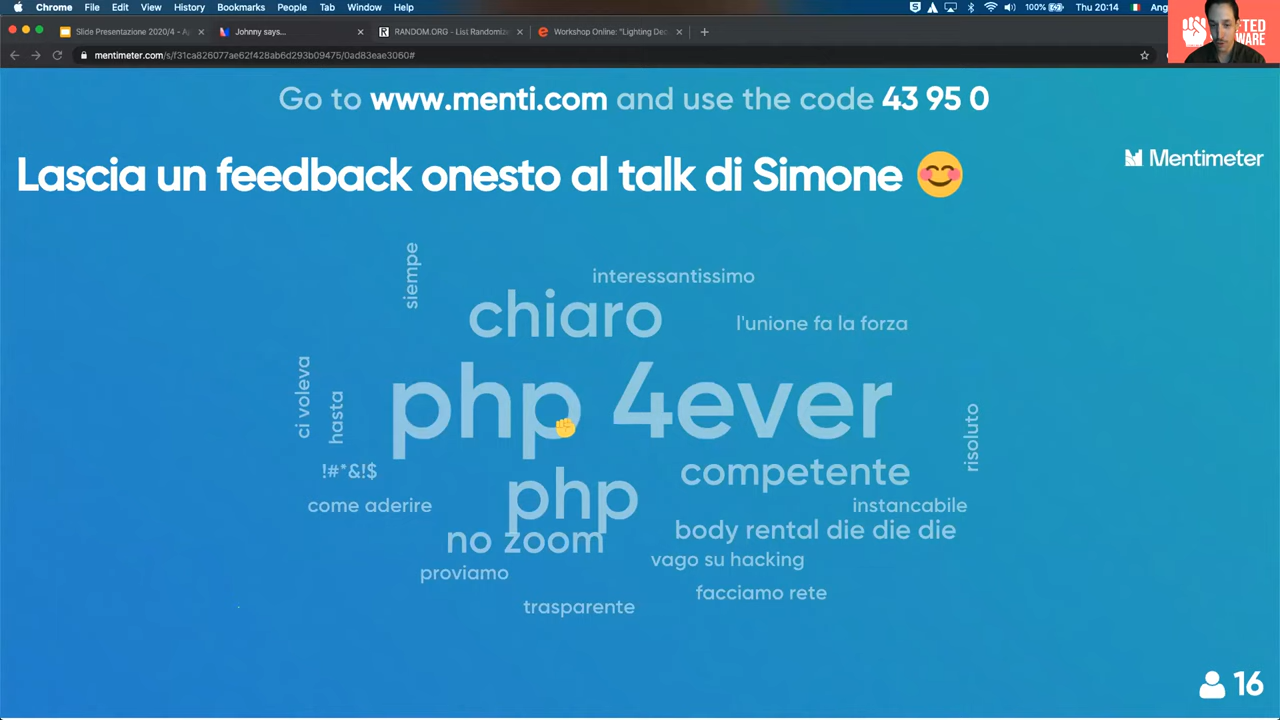 Chrome File Edit View History Bookmarks People Tab Window Help 100% Thu 20:14 Ang
Slide Presentazione 2020/4 - A
Johnny says...
RANDOM.ORG - List Randomize
Workshop Online: "Lighting Dec
mentimeter.com/s/f31ca826077ae62f428ab6d293b09475/0ad83eae3060#
Go to www.menti.com and use the code 43 95 0
Mentimeter
Lascia un feedback onesto al talk di Simone 😊
siempe
interessantissimo
chiaro
l'unione fa la forza
ci voleva
hasta
php 4ever
risoluto
!#*&!$
competente
php
come aderire
instancabile
no zoom
body rental die die die
vago su hacking
proviamo
facciamo rete
trasparente
16